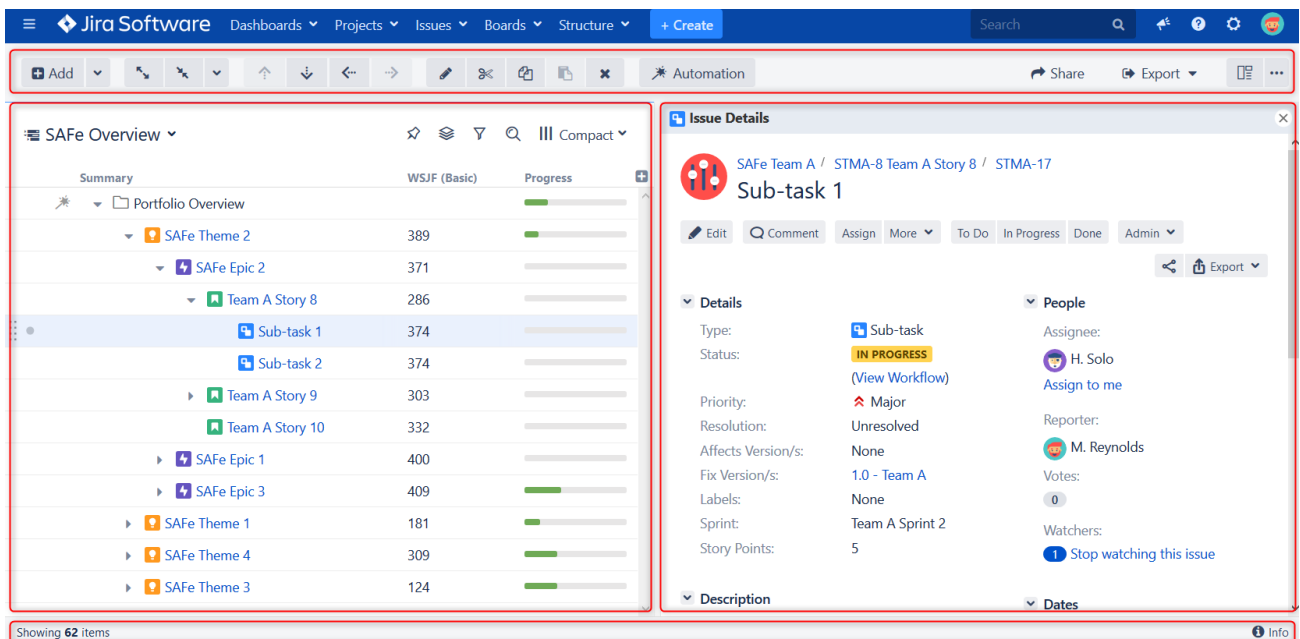 Jira Software Dashboards Projects Issues Boards Structure + Create Search
Add Automation Share Export
SAFe Overview Compact
Summary WSJF (Basic) Progress
Portfolio Overview
SAFe Theme 2 389
SAFe Epic 2 371
Team A Story 8 286
Sub-task 1 374
Sub-task 2 374
Team A Story 9 303
Team A Story 10 332
SAFe Epic 1 400
SAFe Epic 3 409
SAFe Theme 1 181
SAFe Theme 4 309
SAFe Theme 3 124
Issue Details
SAFe Team A / STMA-8 Team A Story 8 / STMA-17
Sub-task 1
Edit Comment Assign More To Do In Progress Done Admin
Export
Details
Type: Sub-task
Status: IN PROGRESS
(View Workflow)
Priority: Major
Resolution: Unresolved
Affects Version/s: None
Fix Version/s: 1.0 - Team A
Labels: None
Sprint: Team A Sprint 2
Story Points: 5
Description
People
Assignee:
H. Solo
Assign to me
Reporter:
M. Reynolds
Votes:
0
Watchers:
1 Stop watching this issue
Dates
Showing 62 items Info